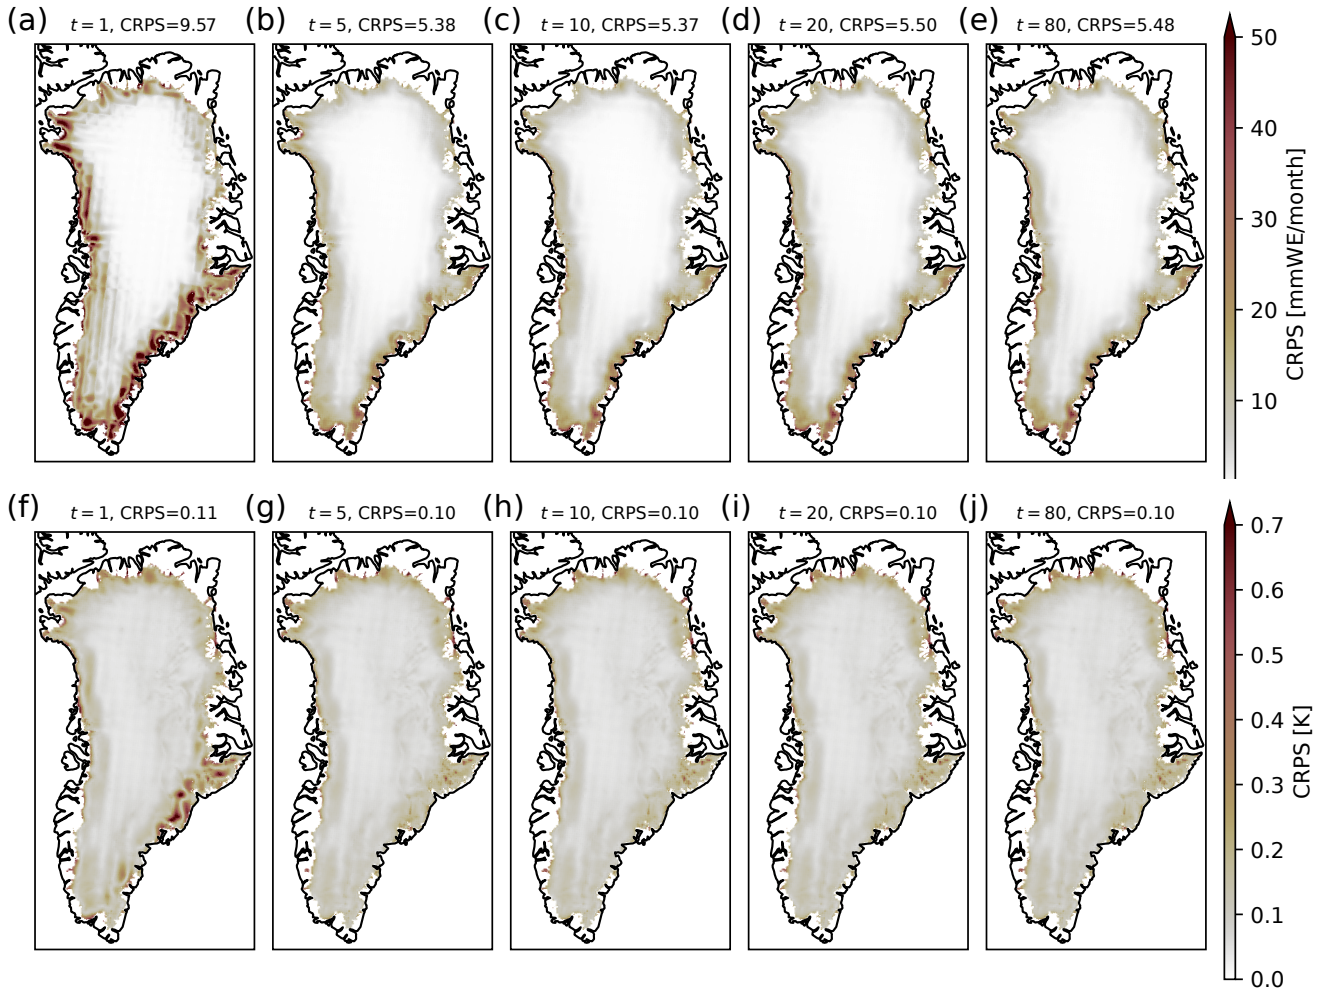 (a) t = 1, CRPS=9.57
(b) t = 5, CRPS=5.38
(c) t = 10, CRPS=5.37
(d) t = 20, CRPS=5.50
(e) t = 80, CRPS=5.48
50
40
30
20
10
CRPS [mmWE/month]
(f) t = 1, CRPS=0.11
(g) t = 5, CRPS=0.10
(h) t = 10, CRPS=0.10
(i) t = 20, CRPS=0.10
(j) t = 80, CRPS=0.10
0.7
0.6
0.5
0.4
0.3
0.2
0.1
0.0
CRPS [K]